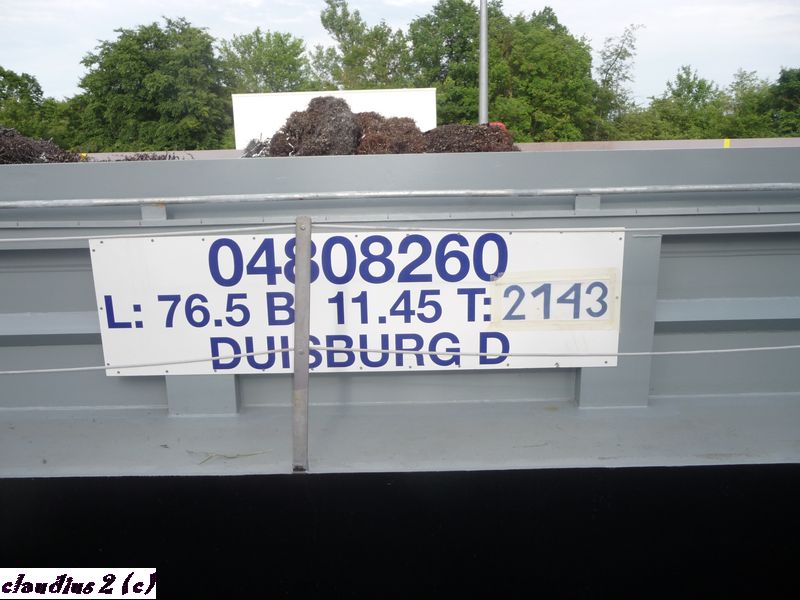 04808260
L: 76.5 B: 11.45 T: 2143
DUISBURG D
claudius 2 (c)